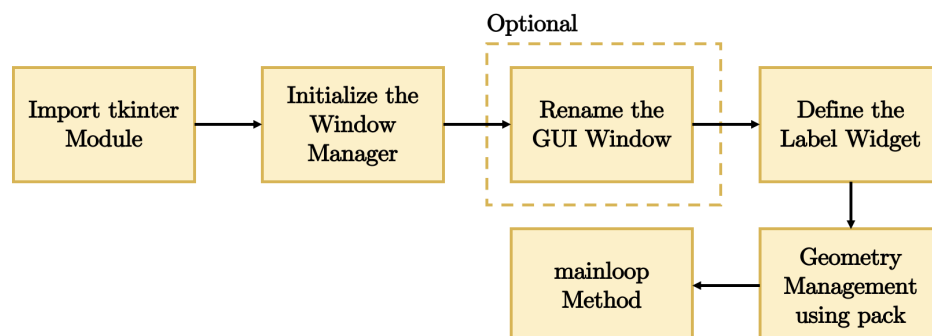 Optional
Import tkinter
Module
Initialize the
Window
Manager
Rename the
GUI Window
Define the
Label Widget
Geometry
Management
using pack
mainloop
Method